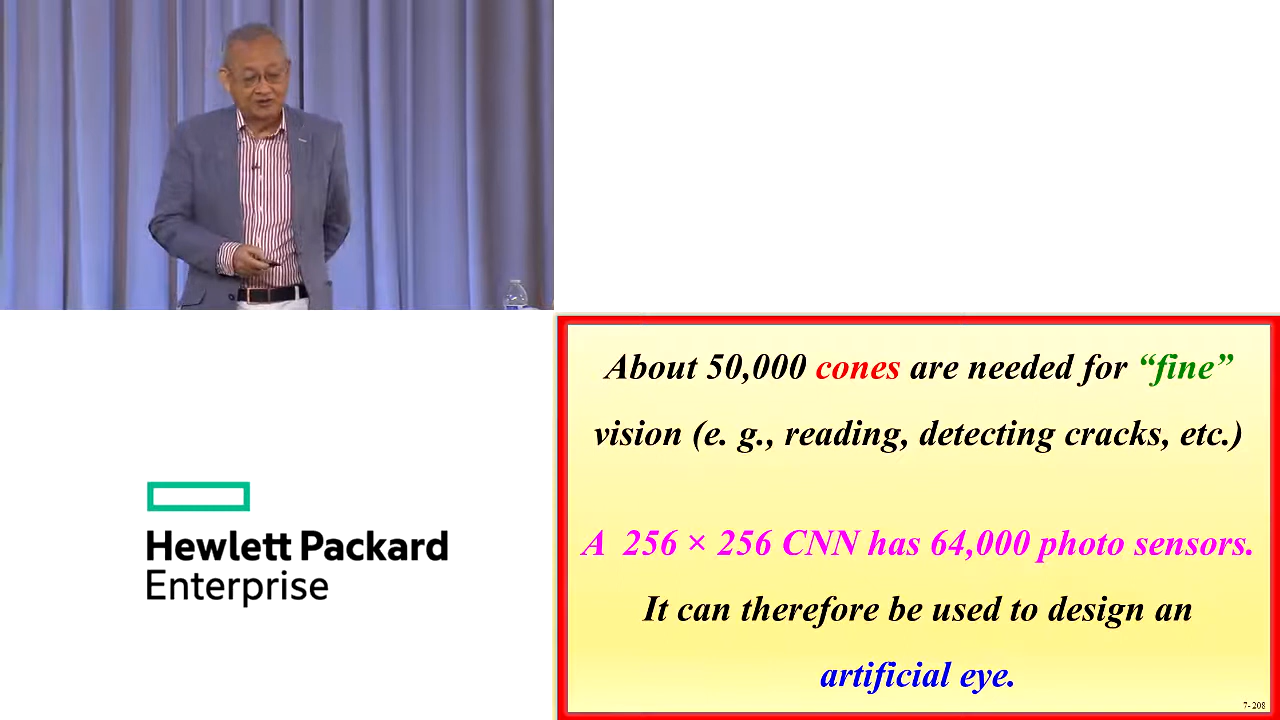 About 50,000 cones are needed for “fine”
vision (e. g., reading, detecting cracks, etc.)
A 256 × 256 CNN has 64,000 photo sensors.
It can therefore be used to design an
artificial eye.
7- 208
Hewlett Packard
Enterprise